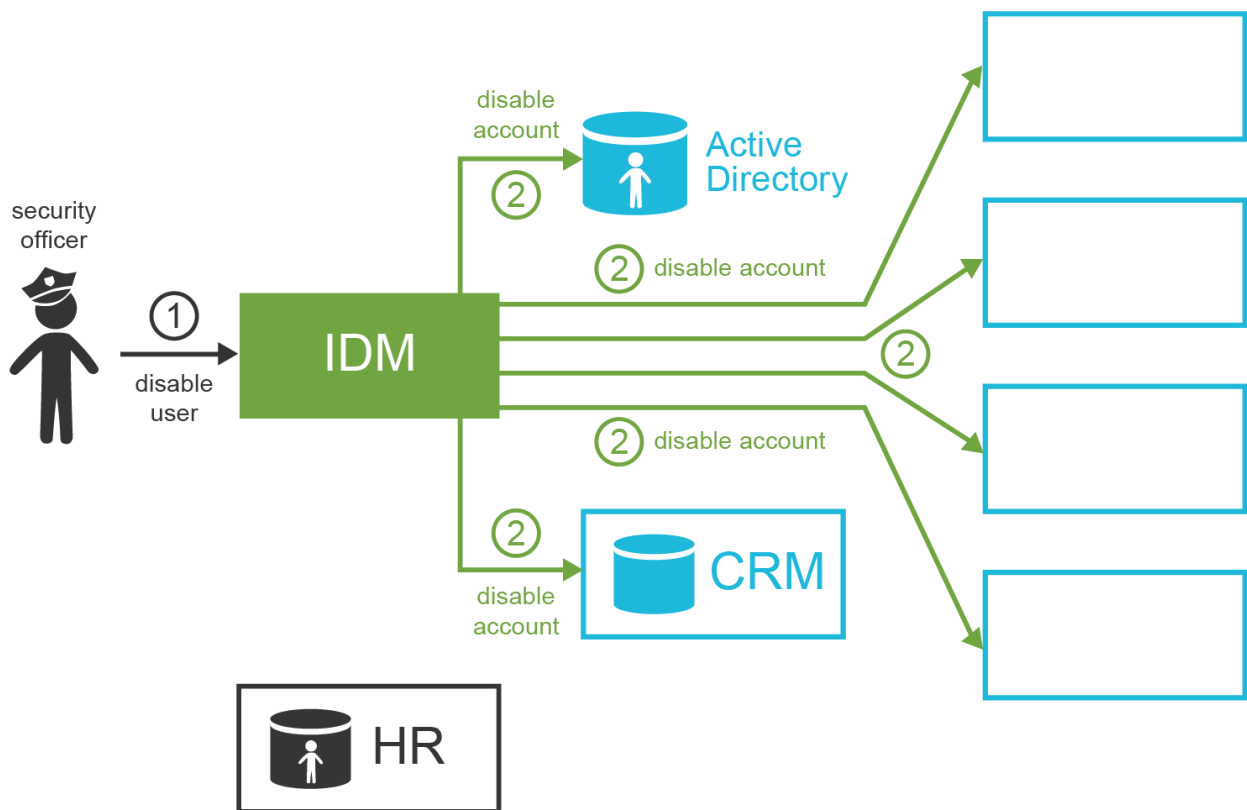 security
officer
1
disable
user
IDM
disable
account
2
Active
Directory
2 disable account
2
2 disable account
2
disable
account
CRM
HR